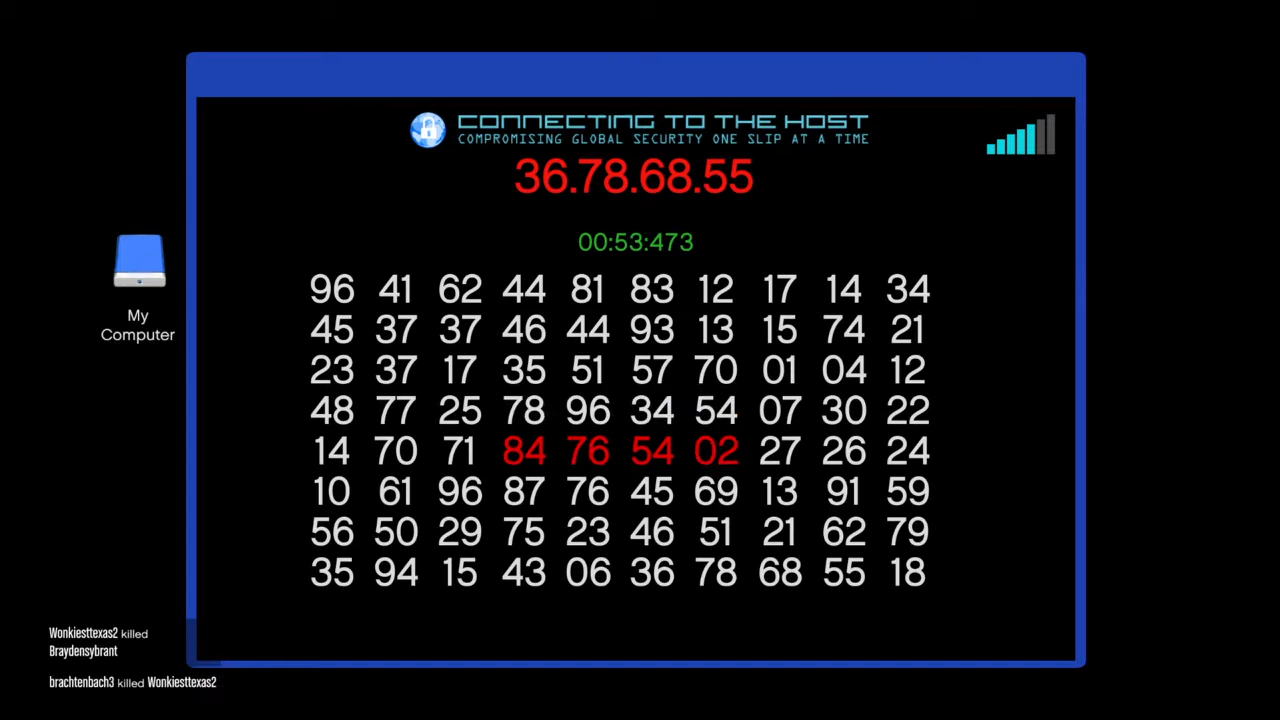 CONNECTING TO THE HOST
COMPROMISING GLOBAL SECURITY ONE SLIP AT A TIME
36.78.68.55
00:53:473
96 41 62 44 81 83 12 17 14 34
45 37 37 46 44 93 13 15 74 21
23 37 17 35 51 57 70 01 04 12
48 77 25 78 96 34 54 07 30 22
14 70 71 84 76 54 02 27 26 24
10 61 96 87 76 45 69 13 91 59
56 50 29 75 23 46 51 21 62 79
35 94 15 43 06 36 78 68 55 18
My
Computer
Wonkiesttexas2 killed
Braydensybrant
brachtenbach3 killed Wonkiesttexas2